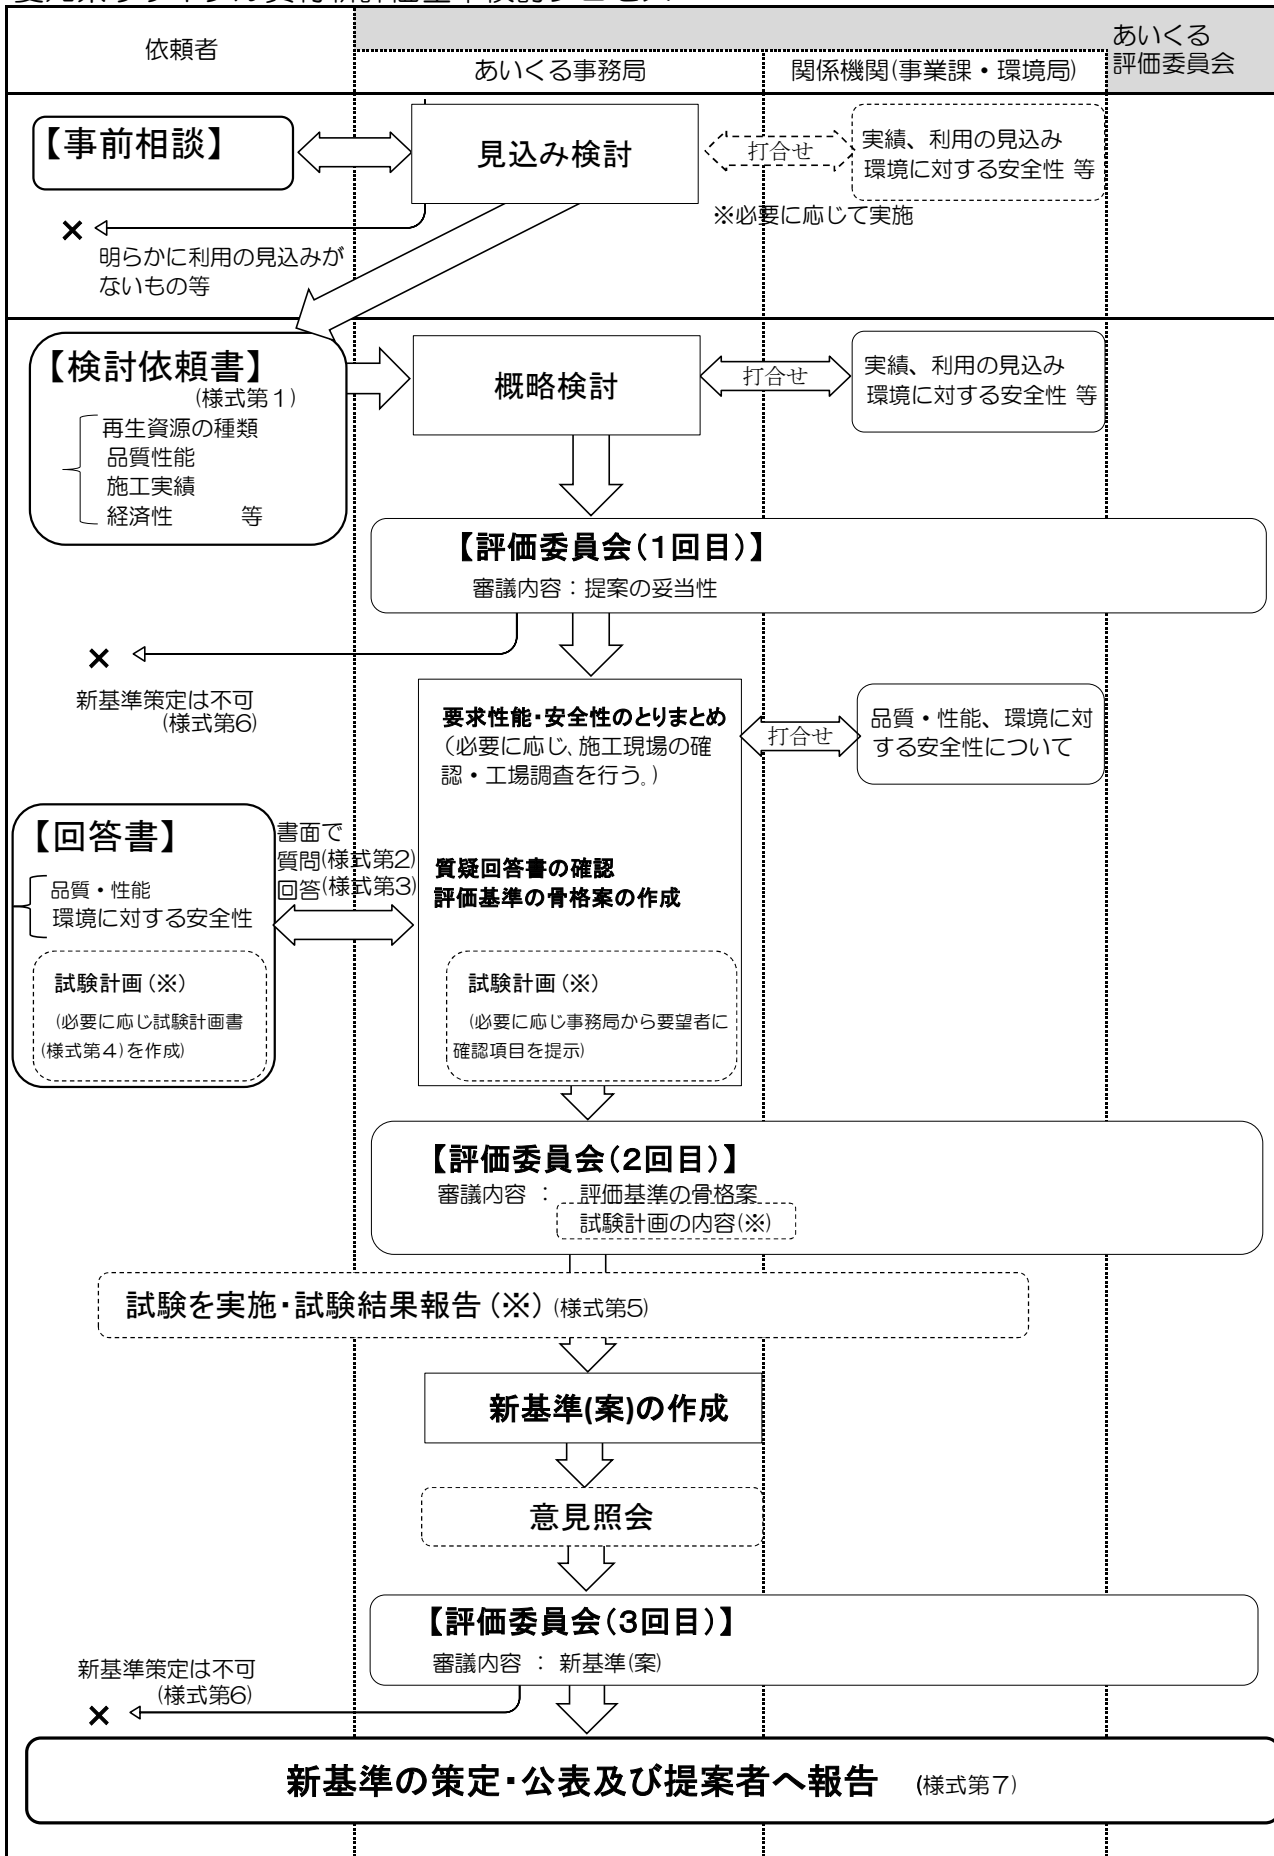 依頼者
あいくる事務局
関係機関(事業課・環境局)
あいくる
評価委員会
【事前相談】
見込み検討
打合せ
実績、利用の見込み
環境に対する安全性 等
※必要に応じて実施
×
明らかに利用の見込みが
ないもの等
【検討依頼書】
(様式第1)
再生資源の種類
品質性能
施工実績
経済性 等
概略検討
打合せ
実績、利用の見込み
環境に対する安全性 等
【評価委員会(1回目)】
審議内容:提案の妥当性
×
新基準策定は不可
(様式第6)
要求性能・安全性のとりまとめ
(必要に応じ、施工現場の確
認・工場調査を行う。)
打合せ
品質・性能、環境に対
する安全性について
【回答書】
品質・性能
環境に対する安全性
試験計画(※)
(必要に応じ試験計画書
(様式第4)を作成)
書面で
質問(様式第2)
回答(様式第3)
質疑回答書の確認
評価基準の骨格案の作成
試験計画(※)
(必要に応じ事務局から要望者に
確認項目を提示)
【評価委員会(2回目)】
審議内容 : 評価基準の骨格案
試験計画の内容(※)
試験を実施・試験結果報告(※)(様式第5)
新基準(案)の作成
意見照会
【評価委員会(3回目)】
審議内容 : 新基準(案)
新基準策定は不可
(様式第6)
×
新基準の策定・公表及び提案者へ報告 (様式第7)